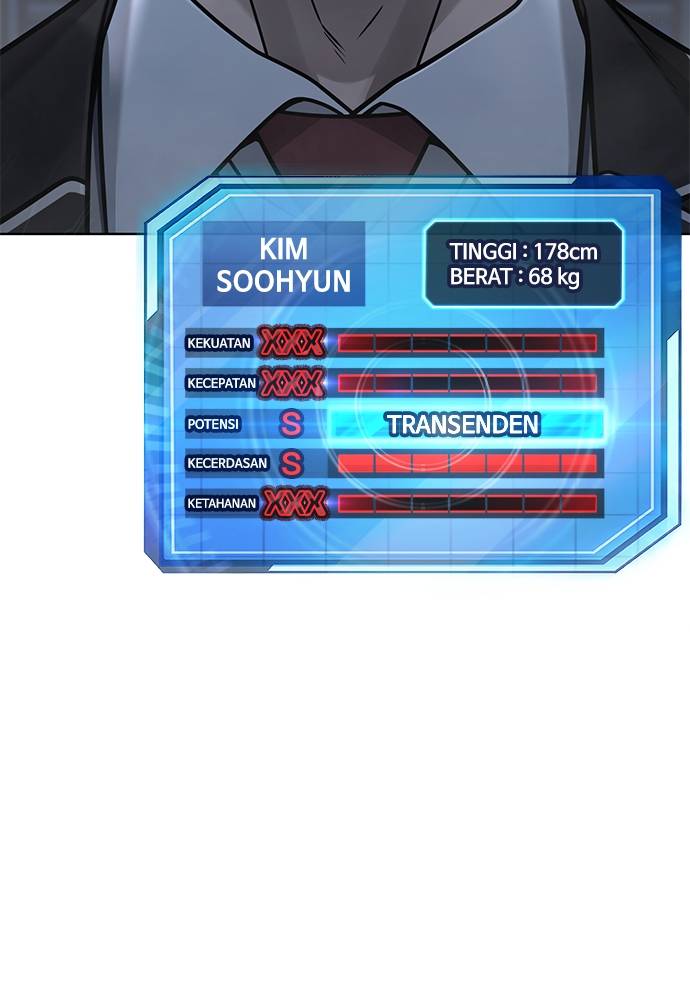 KIM
SOOHYUN
TINGGI : 178cm
BERAT : 68 kg
KEKUATAN XXX
KECEPATAN XXX
POTENSI S TRANSENDEN
KECERDASAN S
KETAHANAN XXX